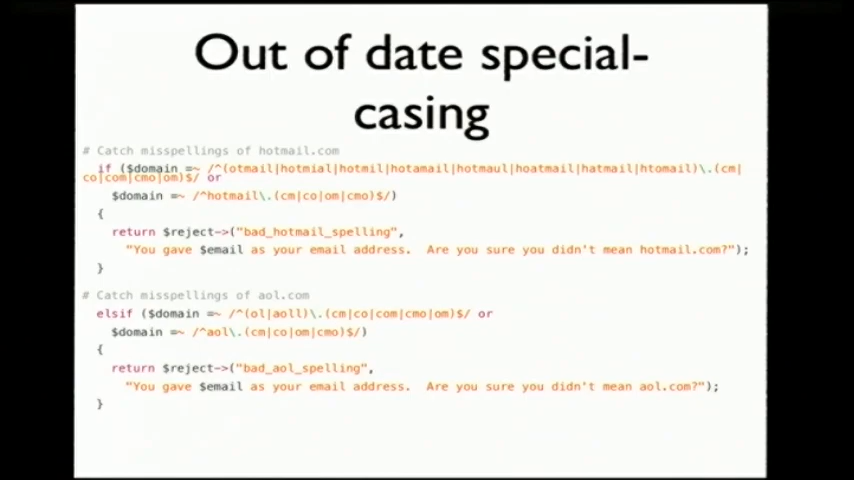 Out of date special-
casing
# Catch misspellings of hotmail.com
if ($domain =~ /^(otmail|hotmial|hotmil|hotamail|hotmaul|hoatmail|hatmail|htomail)\.(cm|
co|com|cmo|om)$/ or
$domain =~ /^hotmail\.(cm|co|om|cmo)$/)
{
return $reject->("bad_hotmail_spelling",
"You gave $email as your email address.  Are you sure you didn't mean hotmail.com?");
}
# Catch misspellings of aol.com
elsif ($domain =~ /^(ol|aoll)\.(cm|co|com|cmo|om)$/ or
$domain =~ /^aol\.(cm|co|om|cmo)$/)
{
return $reject->("bad_aol_spelling",
"You gave $email as your email address.  Are you sure you didn't mean aol.com?");
}